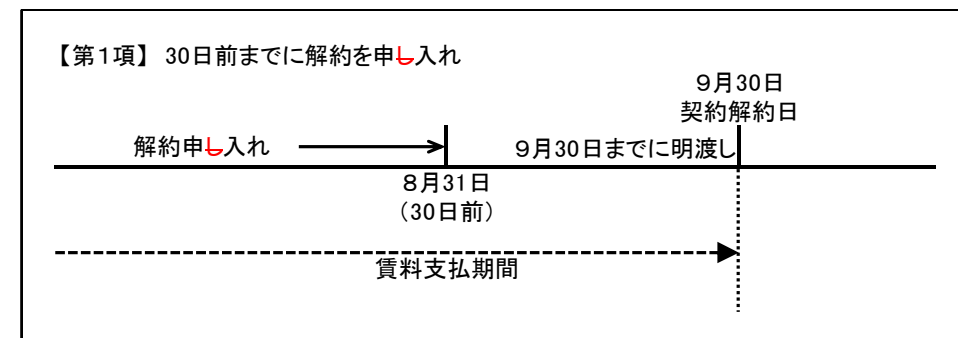 【第1項】 30日前までに解約を申し入れ
9月30日
契約解約日
解約申し入れ
9月30日までに明渡し
8月31日
（30日前）
賃料支払期間